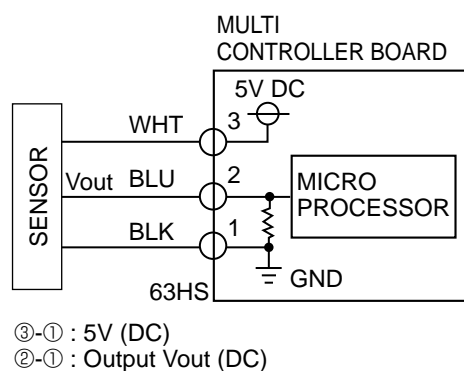 MULTI
CONTROLLER BOARD
5V DC
WHT
3
SENSOR
Vout BLU
2
MICRO
PROCESSOR
BLK
1
GND
63HS
③-① : 5V (DC)
②-① : Output Vout (DC)